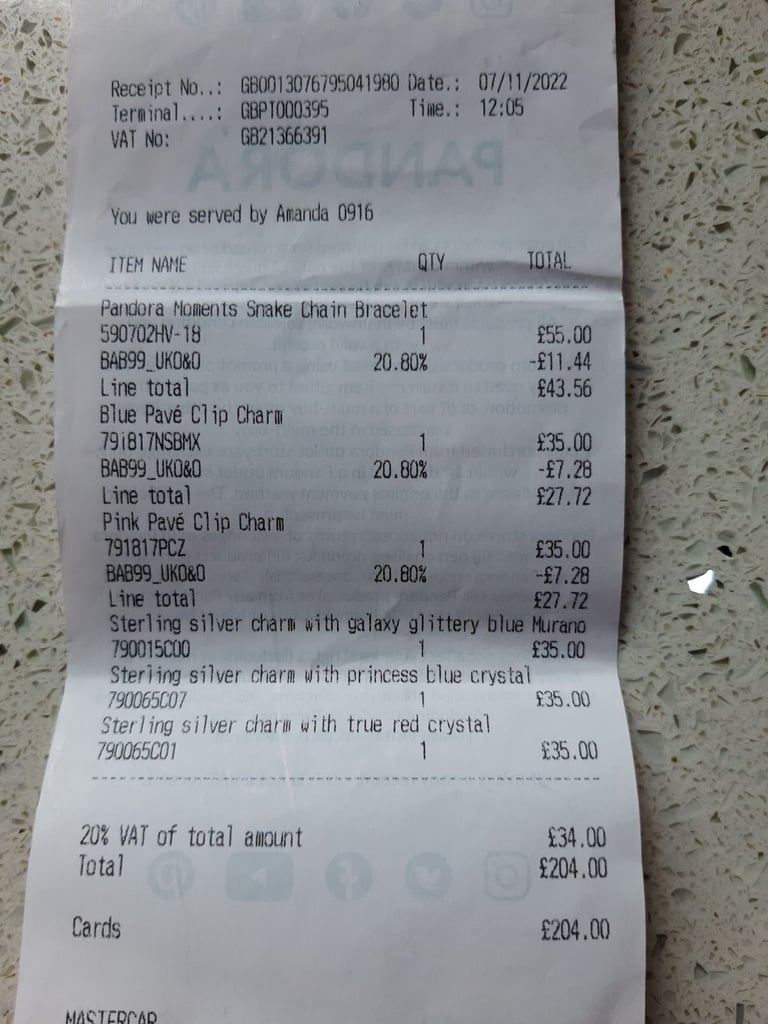 Receipt No..: GB0013076795041980 Date.: 07/11/2022
Terminal....: GBPT000395 Time.: 12:05
VAT No: GB21366391
PANDORA
You were served by Amanda 0916
ITEM NAME QTY TOTAL
Pandora Moments Snake Chain Bracelet
590702HV-18 1 £55.00
BAB99_UKO&O 20.80% -£11.44
Line total £43.56
Blue Pavé Clip Charm
791817NSBMX 1 £35.00
BAB99_UKO&O 20.80% -£7.28
Line total £27.72
Pink Pavé Clip Charm
791817PCZ 1 £35.00
BAB99_UKO&O 20.80% -£7.28
Line total £27.72
Sterling silver charm with galaxy glittery blue Murano
790015C00 1 £35.00
Sterling silver charm with princess blue crystal
790065C07 1 £35.00
Sterling silver charm with true red crystal
790065C01 1 £35.00
20% VAT of total amount £34.00
Total £204.00
Cards £204.00
MASTERCAR